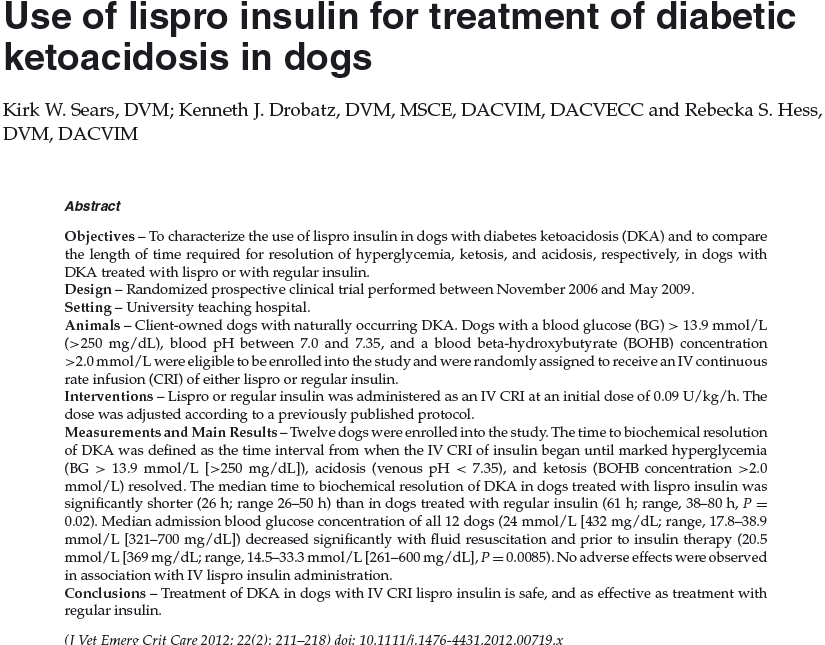 Use of lispro insulin for treatment of diabetic
ketoacidosis in dogs
Kirk W. Sears, DVM; Kenneth J. Drobatz, DVM, MSCE, DACVIM, DACVECC and Rebecka S. Hess,
DVM, DACVIM
Abstract
Objectives – To characterize the use of lispro insulin in dogs with diabetes ketoacidosis (DKA) and to compare
the length of time required for resolution of hyperglycemia, ketosis, and acidosis, respectively, in dogs with
DKA treated with lispro or with regular insulin.
Design – Randomized prospective clinical trial performed between November 2006 and May 2009.
Setting – University teaching hospital.
Animals – Client-owned dogs with naturally occurring DKA. Dogs with a blood glucose (BG) > 13.9 mmol/L
(>250 mg/dL), blood pH between 7.0 and 7.35, and a blood beta-hydroxybutyrate (BOHB) concentration
>2.0 mmol/L were eligible to be enrolled into the study and were randomly assigned to receive an IV continuous
rate infusion (CRI) of either lispro or regular insulin.
Interventions – Lispro or regular insulin was administered as an IV CRI at an initial dose of 0.09 U/kg/h. The
dose was adjusted according to a previously published protocol.
Measurements and Main Results – Twelve dogs were enrolled into the study. The time to biochemical resolution
of DKA was defined as the time interval from when the IV CRI of insulin began until marked hyperglycemia
(BG > 13.9 mmol/L [>250 mg/dL]), acidosis (venous pH < 7.35), and ketosis (BOHB concentration >2.0
mmol/L) resolved. The median time to biochemical resolution of DKA in dogs treated with lispro insulin was
significantly shorter (26 h; range 26–50 h) than in dogs treated with regular insulin (61 h; range, 38–80 h, P =
0.02). Median admission blood glucose concentration of all 12 dogs (24 mmol/L [432 mg/dL; range, 17.8–38.9
mmol/L [321–700 mg/dL]) decreased significantly with fluid resuscitation and prior to insulin therapy (20.5
mmol/L [369 mg/dL; range, 14.5–33.3 mmol/L [261–600 mg/dL], P = 0.0085). No adverse effects were observed
in association with IV lispro insulin administration.
Conclusions – Treatment of DKA in dogs with IV CRI lispro insulin is safe, and as effective as treatment with
regular insulin.
(J Vet Emerg Crit Care 2012; 22(2): 211–218) doi: 10.1111/j.1476-4431.2012.00719.x